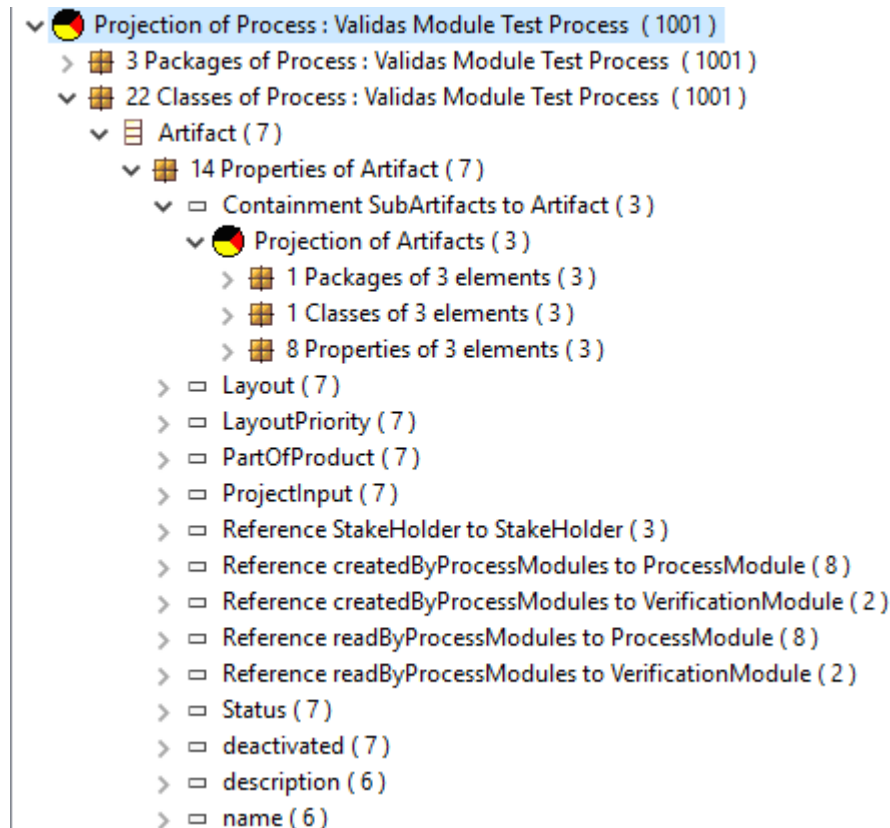 Projection of Process : Validas Module Test Process ( 1001 )
3 Packages of Process : Validas Module Test Process ( 1001 )
22 Classes of Process : Validas Module Test Process ( 1001 )
Artifact ( 7 )
14 Properties of Artifact ( 7 )
Containment SubArtifacts to Artifact ( 3 )
Projection of Artifacts ( 3 )
1 Packages of 3 elements ( 3 )
1 Classes of 3 elements ( 3 )
8 Properties of 3 elements ( 3 )
Layout ( 7 )
LayoutPriority ( 7 )
PartOfProduct ( 7 )
ProjectInput ( 7 )
Reference StakeHolder to StakeHolder ( 3 )
Reference createdByProcessModules to ProcessModule ( 8 )
Reference createdByProcessModules to VerificationModule ( 2 )
Reference readByProcessModules to ProcessModule ( 8 )
Reference readByProcessModules to VerificationModule ( 2 )
Status ( 7 )
deactivated ( 7 )
description ( 6 )
name ( 6 )